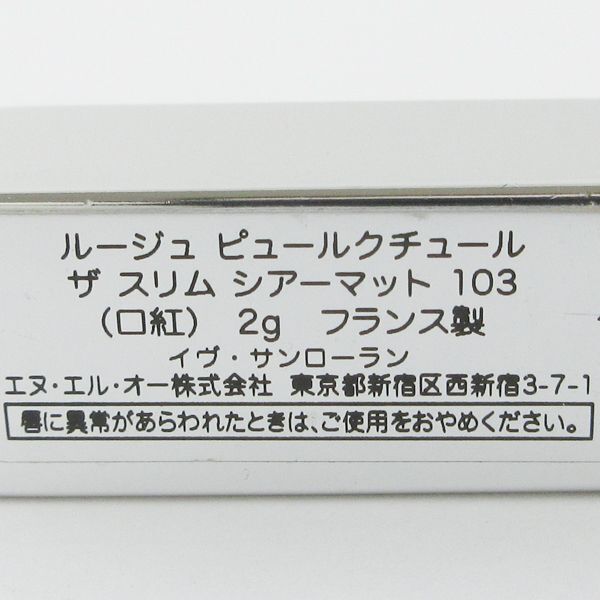 ルージュ ピュールクチュール
ザ スリム シアーマット 103
(口紅) 2g フランス製
イヴ・サンローラン
エヌ・エル・オー株式会社 東京都新宿区西新宿3-7-1
唇に異常があらわれたときは、ご使用をおやめください。